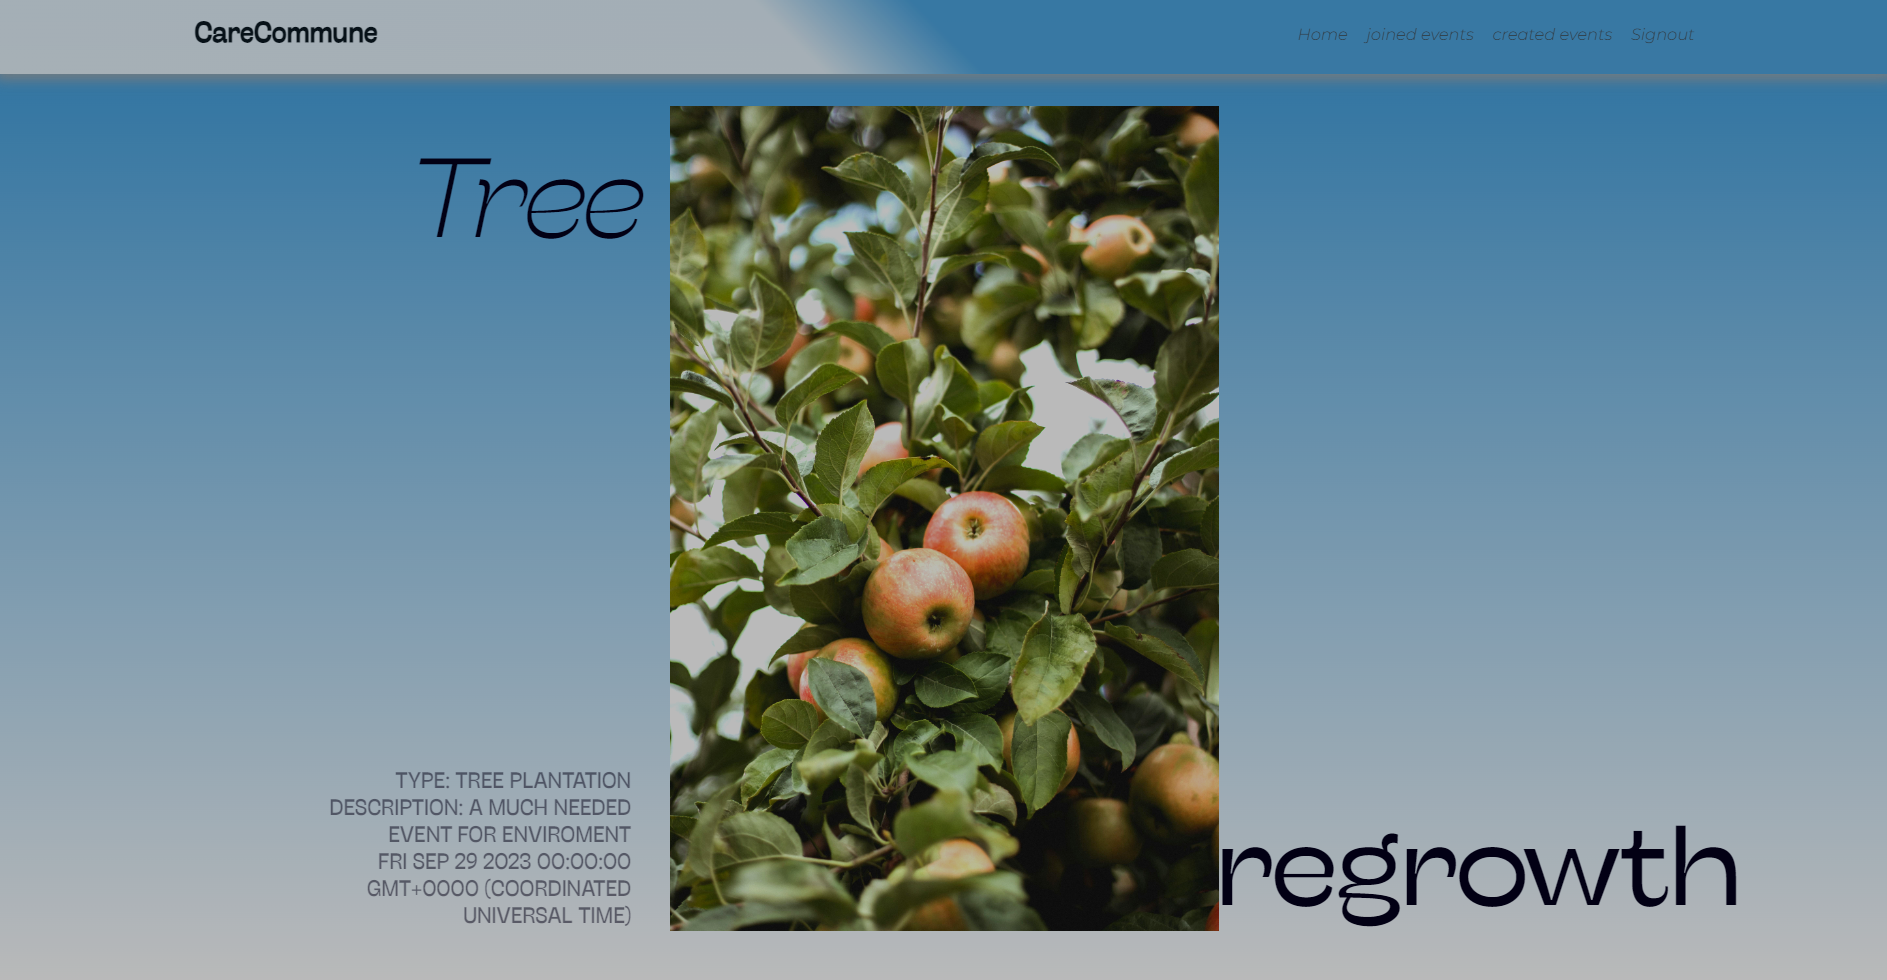 CareCommune
Home joined events created events Signout
Tree
TYPE: TREE PLANTATION
DESCRIPTION: A MUCH NEEDED
EVENT FOR ENVIROMENT
FRI SEP 29 2023 00:00:00
GMT+0000 (COORDINATED
UNIVERSAL TIME)
regrowth